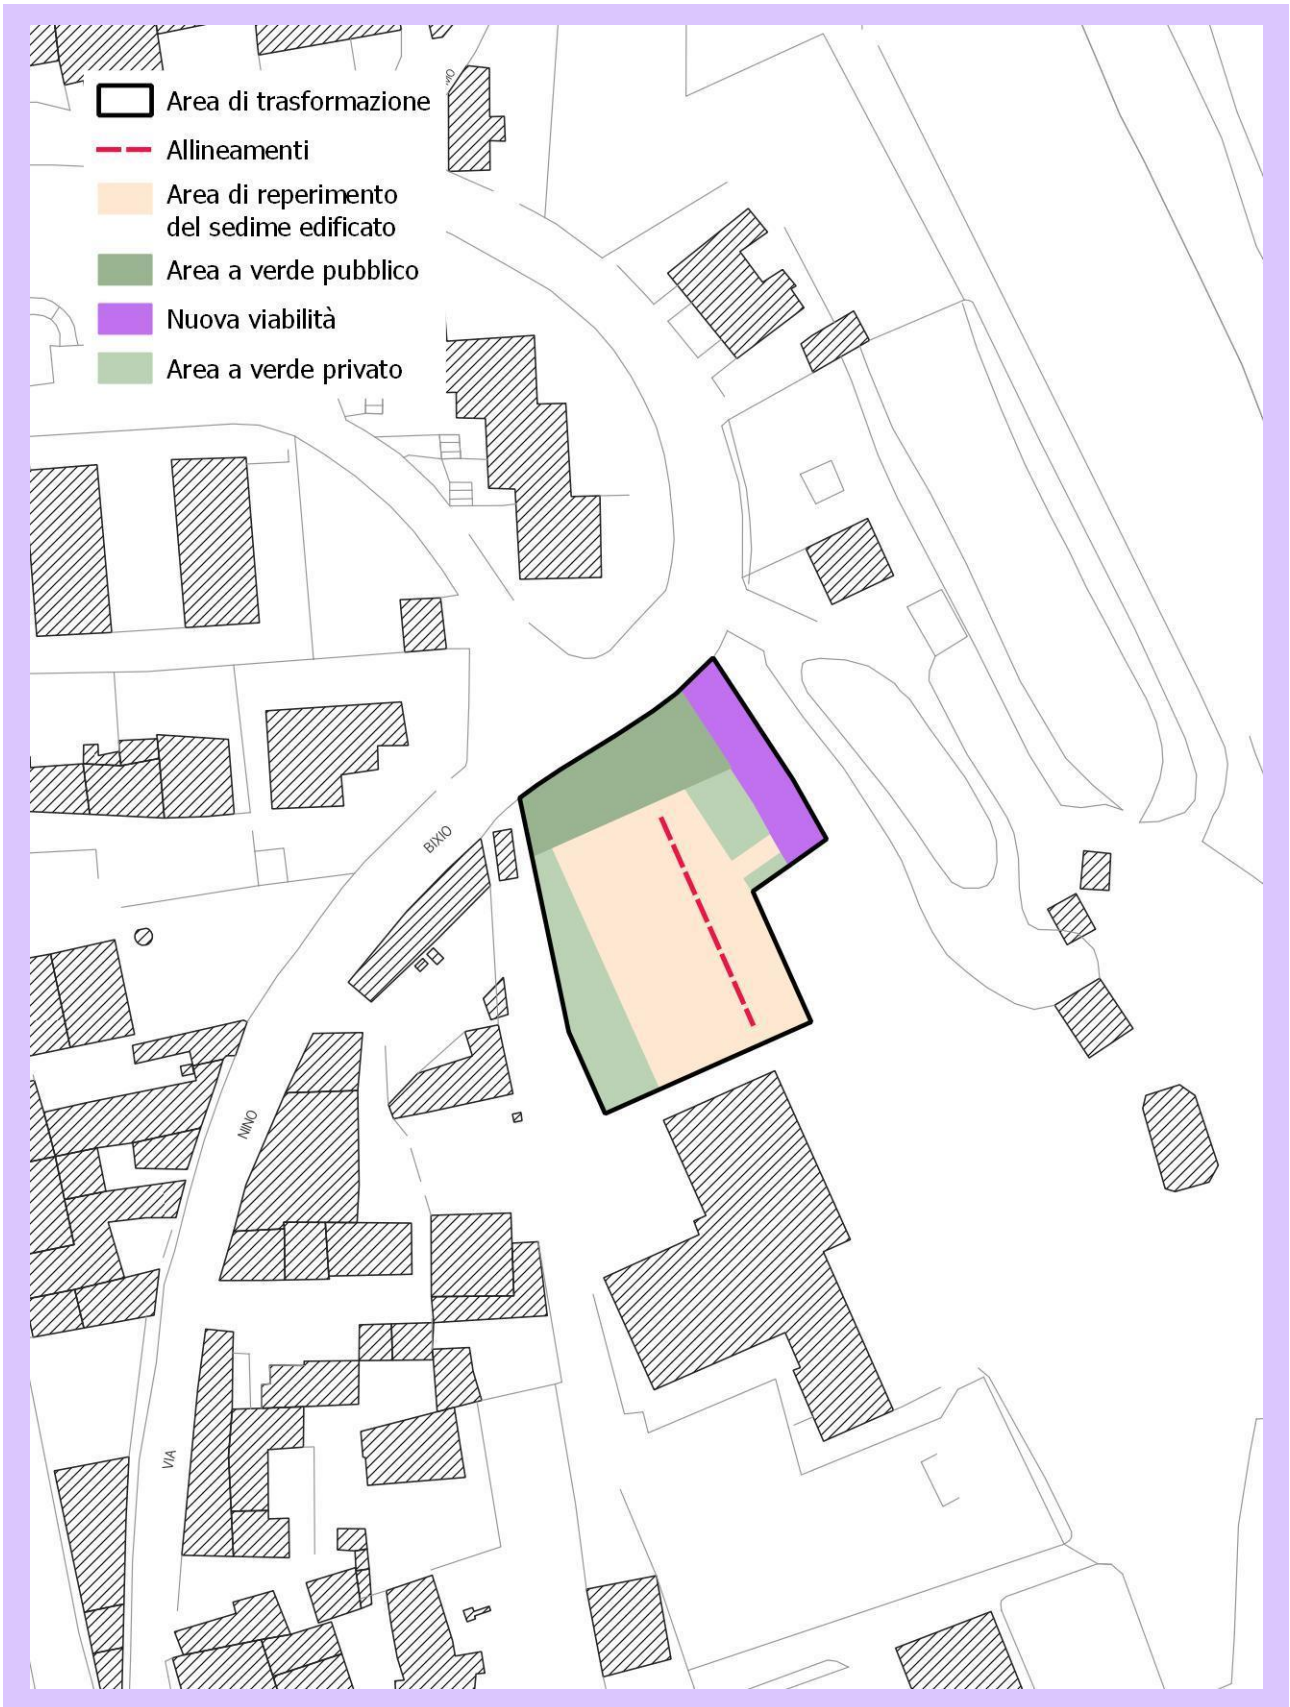 Area di trasformazione
Allineamenti
Area di reperimento
del sedime edificato
Area a verde pubblico
Nuova viabilità
Area a verde privato
BIXIO
NINO
VIA